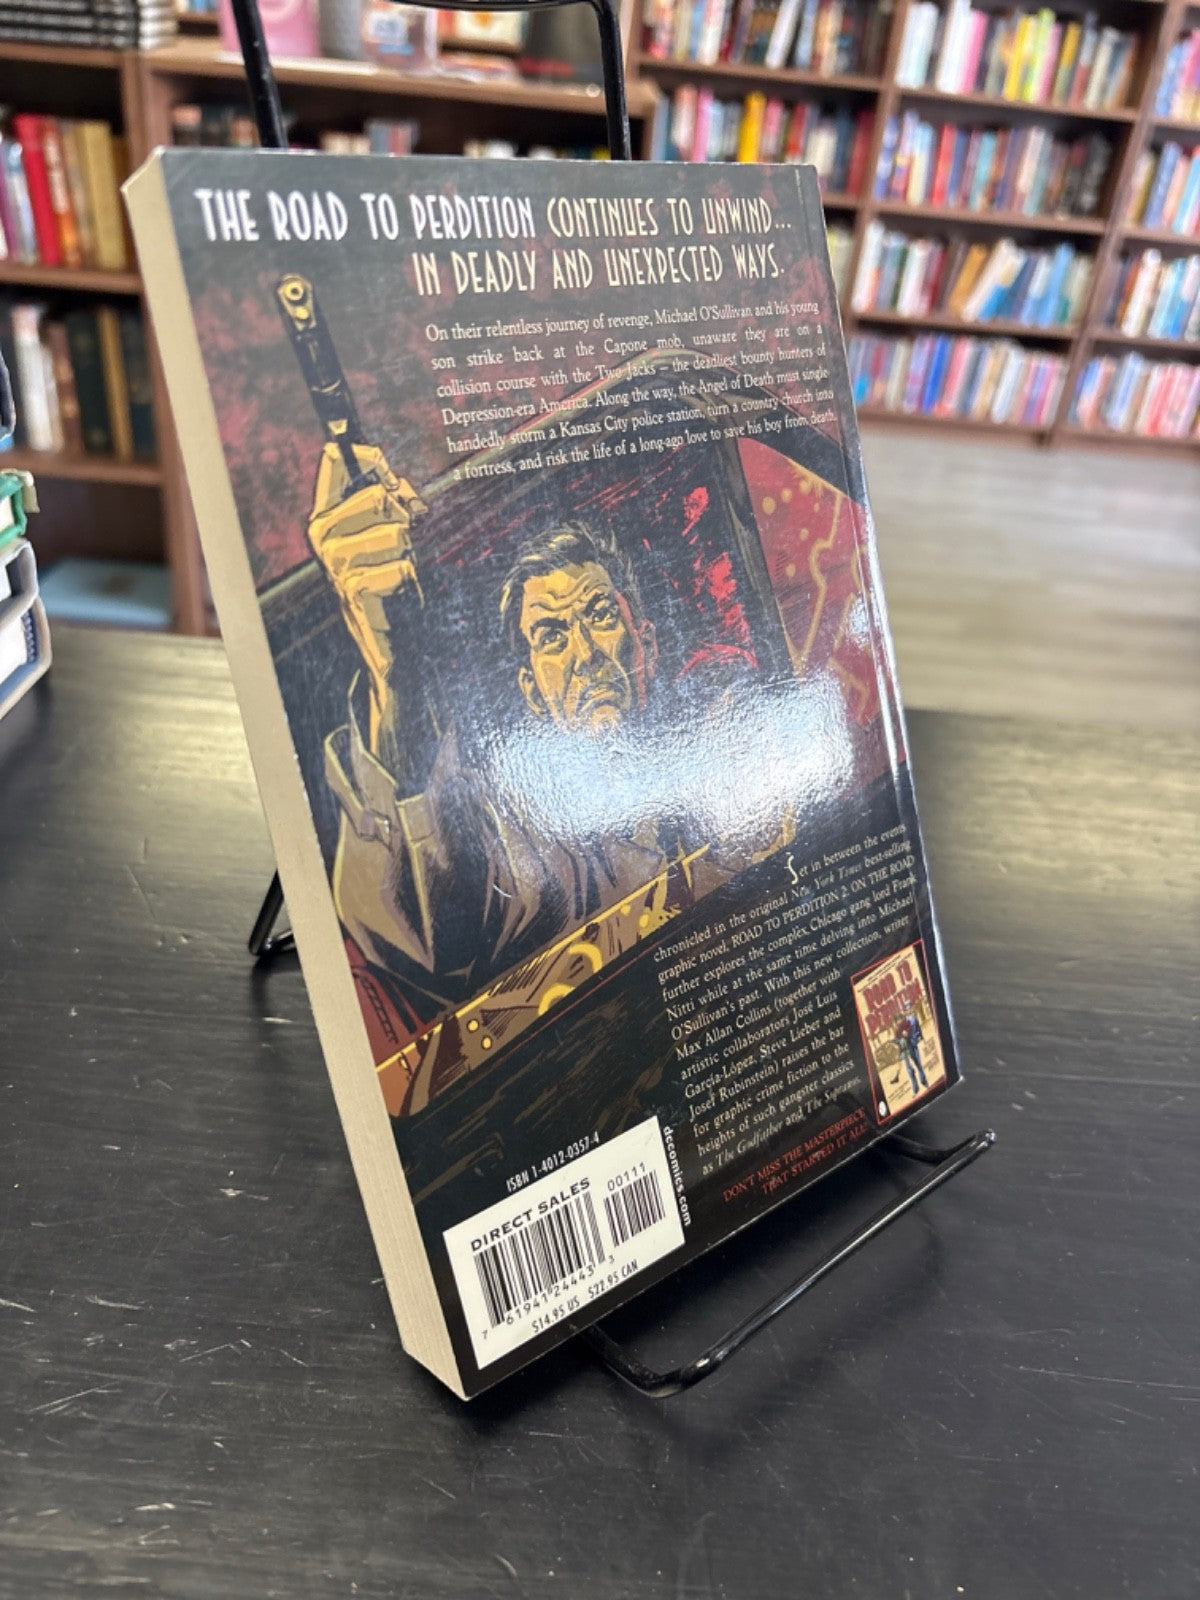 THE ROAD TO PERDITION CONTINUES TO UNWIND...
IN DEADLY AND UNEXPECTED WAYS.
On their relentless journey of revenge, Michael O'Sullivan and his young
son strike back at the Capone mob, unaware they are on a
collision course with the Two Jacks – the deadliest bounty hunters of
Depression-era America. Along the way, the Angel of Death must single-
handedly storm a Kansas City police station, turn a country church into
a fortress, and risk the life of a long-ago love to save his boy from death.
Set in between the events
chronicled in the original New York Times best-selling
graphic novel, ROAD TO PERDITION 2: ON THE ROAD
further explores the complex Chicago gang lord Frank
Nitti while at the same time delving into Michael
O'Sullivan's past. With this new collection, writer
Max Allan Collins (together with
artistic collaborators José Luis
García-López, Steve Lieber and
Josef Rubinstein) raises the bar
for graphic crime fiction to the
heights of such gangster classics
as The Godfather and The Sopranos.
ROAD TO
PERDITION
DON'T MISS THE MASTERPIECE
THAT STARTED IT ALL!
ISBN 1-4012-0357-4
dccomics.com
DIRECT SALES
00111
7 61941 24443 3
$14.95 US $22.95 CAN